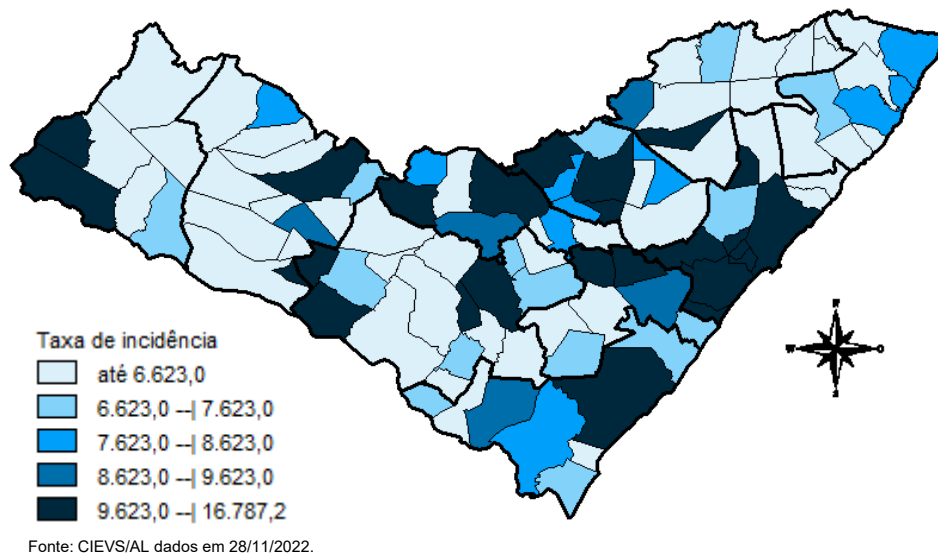 N
W
O
S
Taxa de incidência
até 6.623,0
6.623,0 --| 7.623,0
7.623,0 --| 8.623,0
8.623,0 --| 9.623,0
9.623,0 --| 16.787,2
Fonte: CIEVS/AL dados em 28/11/2022.